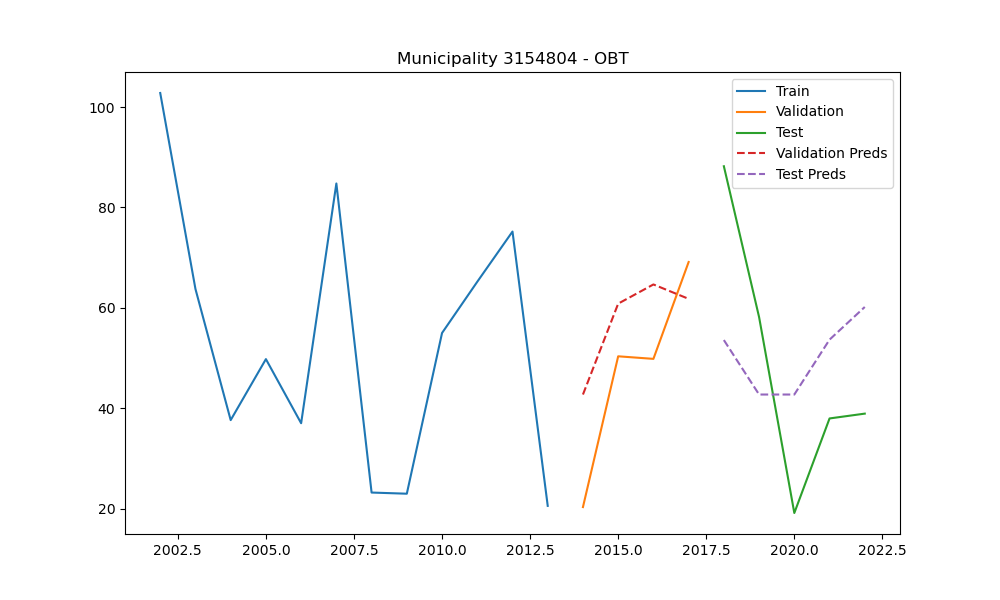 Municipality 3154804 - OBT
Train
Validation
Test
Validation Preds
Test Preds
100
80
60
40
20
2002.5 2005.0 2007.5 2010.0 2012.5 2015.0 2017.5 2020.0 2022.5